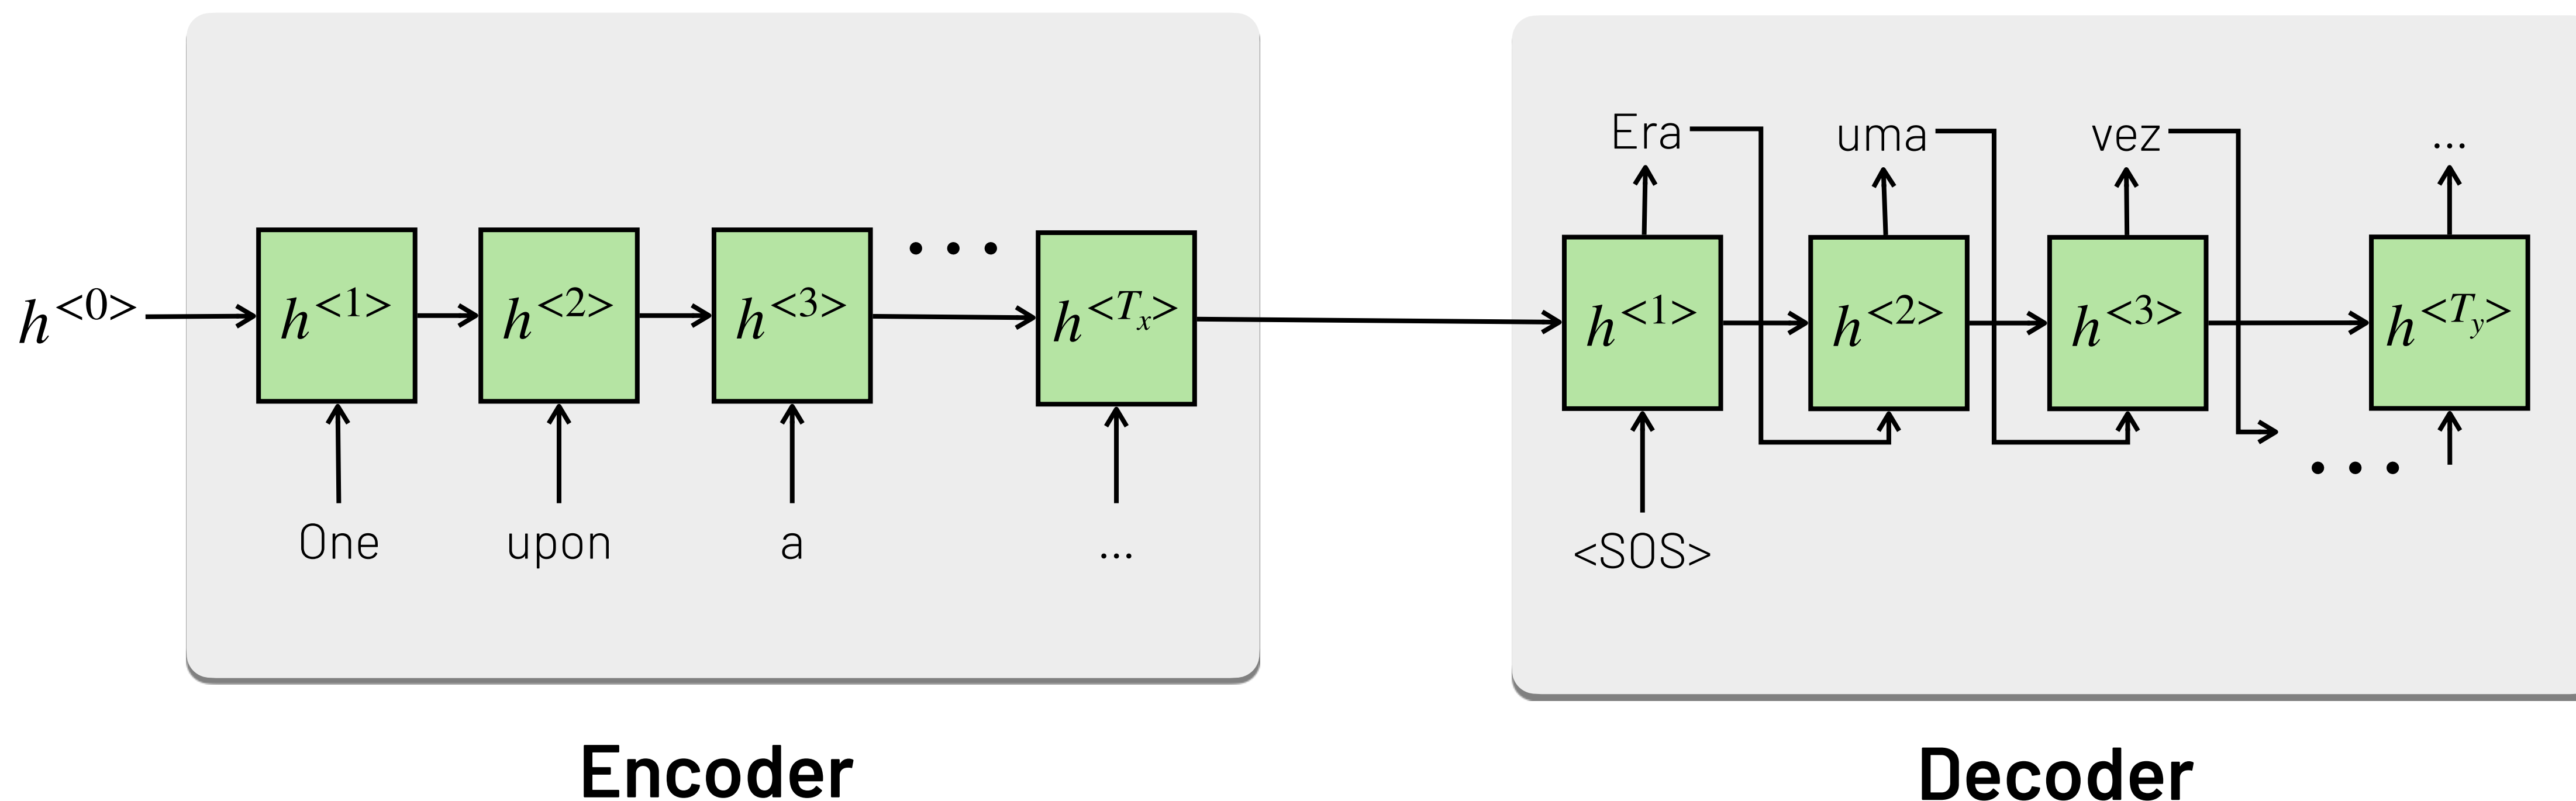 Era uma vez ...
h<0> h<1> h<2> h<3> ... h<Tx> h<1> h<2> h<3> h<Ty>
...
One upon a ... <SOS>
Encoder Decoder